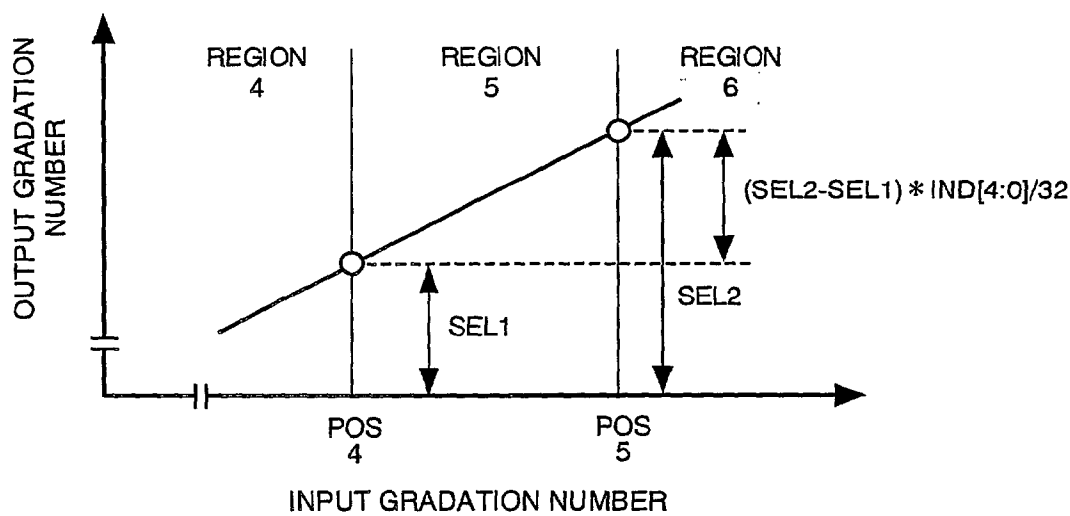 OUTPUT GRADATION
NUMBER
REGION
4
REGION
5
REGION
6
(SEL2-SEL1) * IND[4:0]/32
SEL1
SEL2
POS
4
POS
5
INPUT GRADATION NUMBER